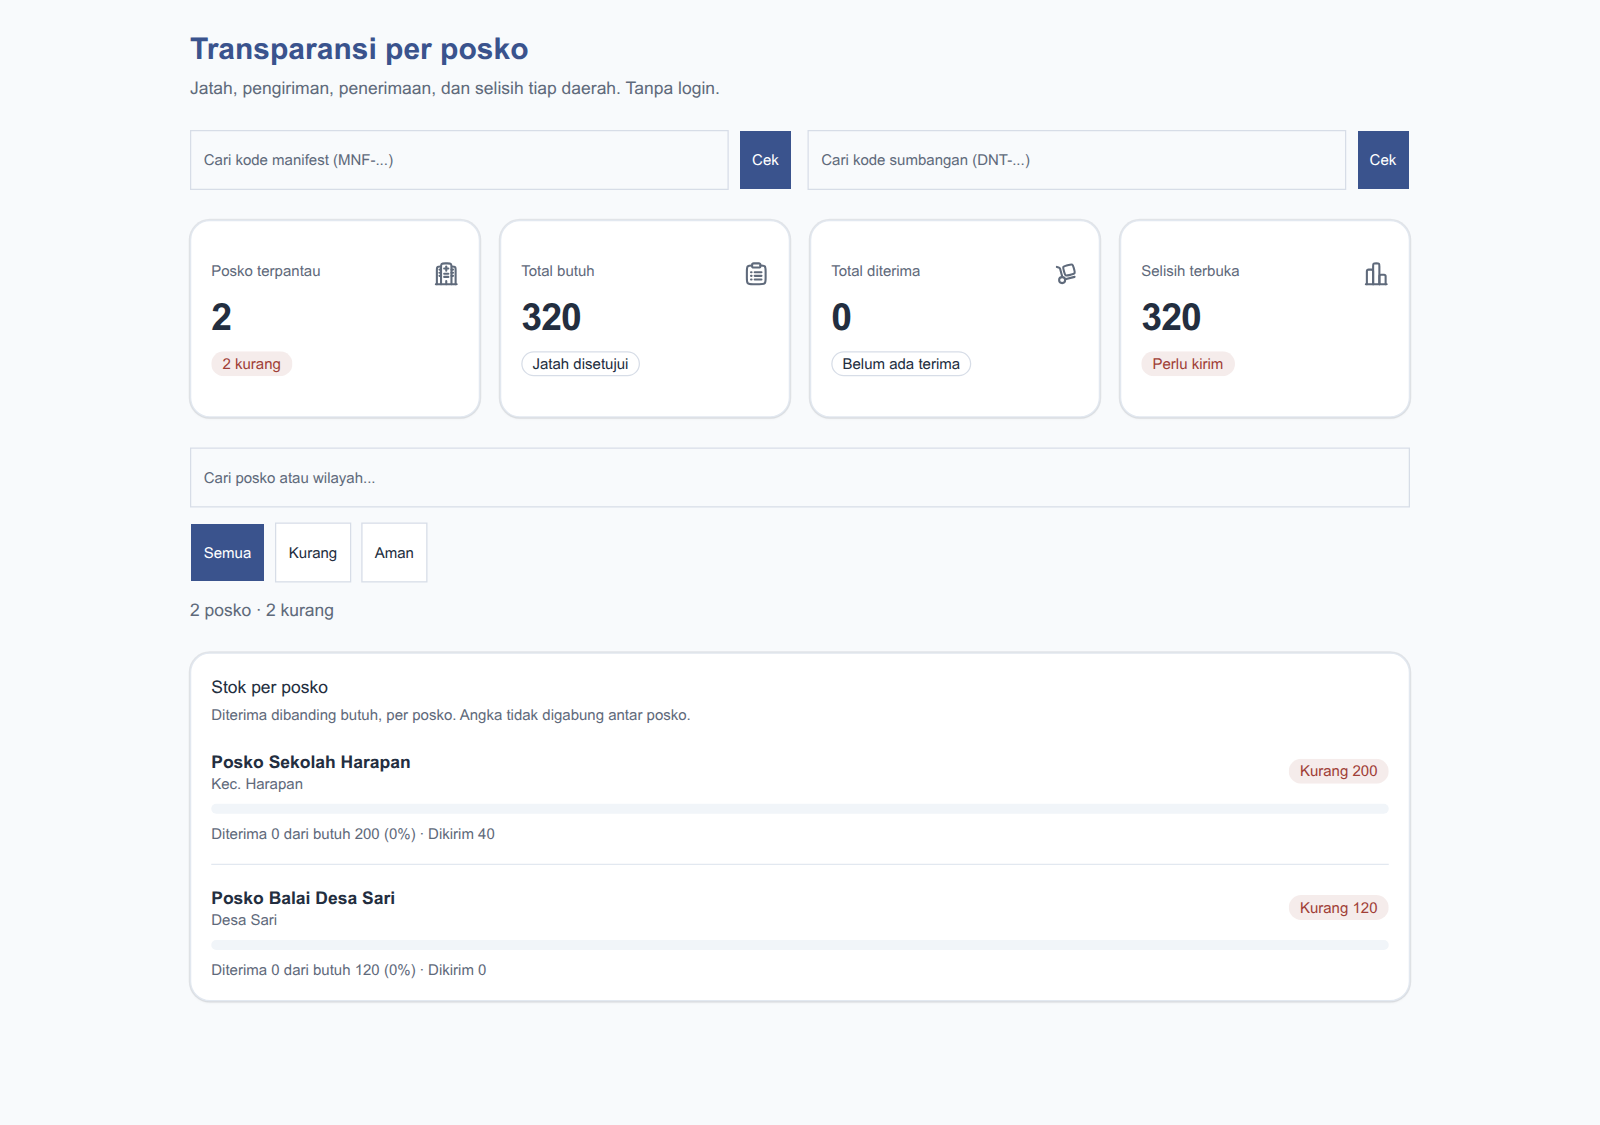 Transparansi per posko
Jatah, pengiriman, penerimaan, dan selisih tiap daerah. Tanpa login.
Cari kode manifest (MNF-...)
Cek
Cari kode sumbangan (DNT-...)
Cek
Posko terpantau
2
2 kurang
Total butuh
320
Jatah disetujui
Total diterima
0
Belum ada terima
Selisih terbuka
320
Perlu kirim
Cari posko atau wilayah...
Semua
Kurang
Aman
2 posko · 2 kurang
Stok per posko
Diterima dibanding butuh, per posko. Angka tidak digabung antar posko.
Posko Sekolah Harapan
Kec. Harapan
Kurang 200
Diterima 0 dari butuh 200 (0%) · Dikirim 40
Posko Balai Desa Sari
Desa Sari
Kurang 120
Diterima 0 dari butuh 120 (0%) · Dikirim 0